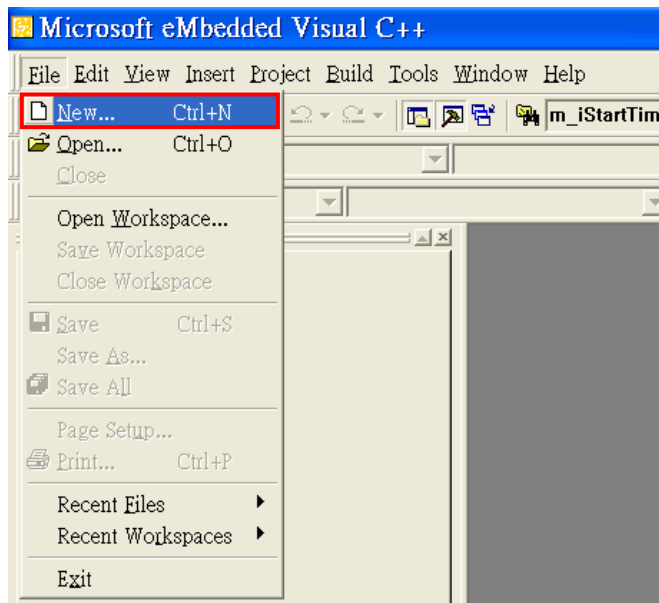 Microsoft eMbedded Visual C++
File Edit View Insert Project Build Tools Window Help
New... Ctrl+N
m_iStartTim
Open... Ctrl+O
Close
Open Workspace...
Save Workspace
Close Workspace
Save Ctrl+S
Save As...
Save All
Page Setup...
Print... Ctrl+P
Recent Files
Recent Workspaces
Exit